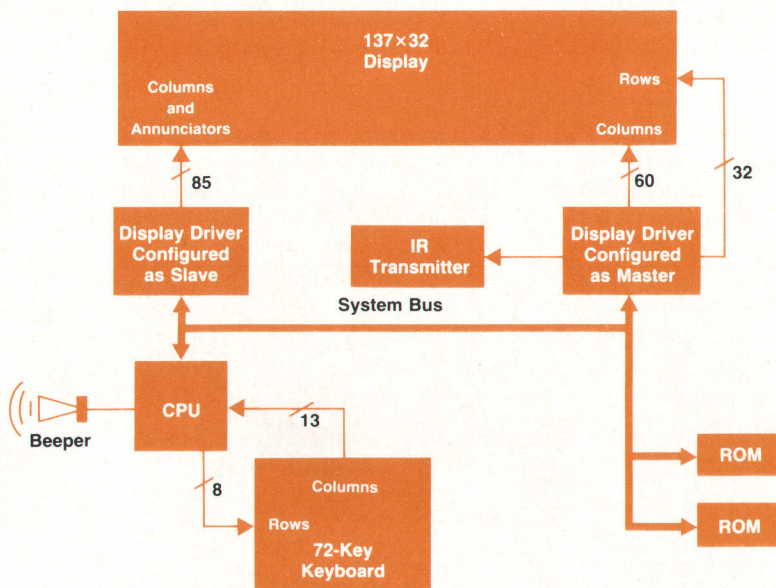 137×32
Display
Columns
and
Annunciators
Rows
Columns
85
60
32
Display Driver
Configured
as Slave
IR
Transmitter
Display Driver
Configured
as Master
System Bus
CPU
Beeper
13
8
Columns
Rows
72-Key
Keyboard
ROM
ROM